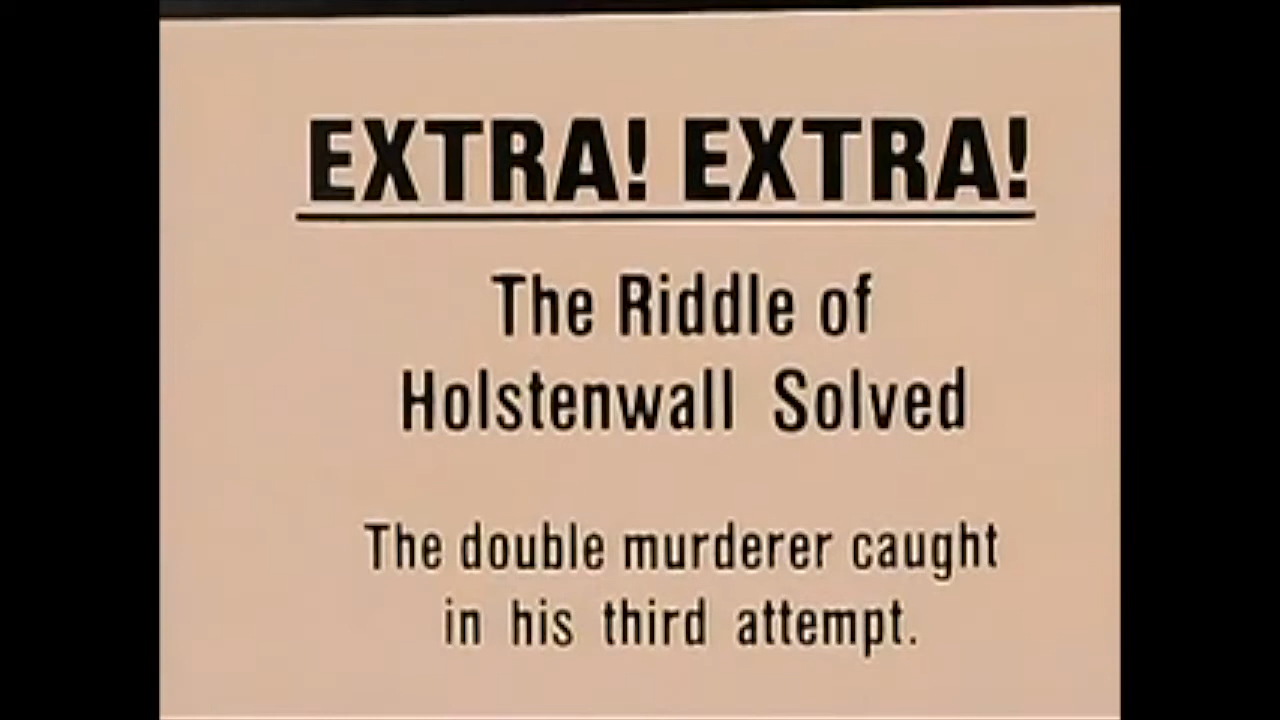 EXTRA! EXTRA!
The Riddle of
Holstenwall Solved
The double murderer caught
in his third attempt.